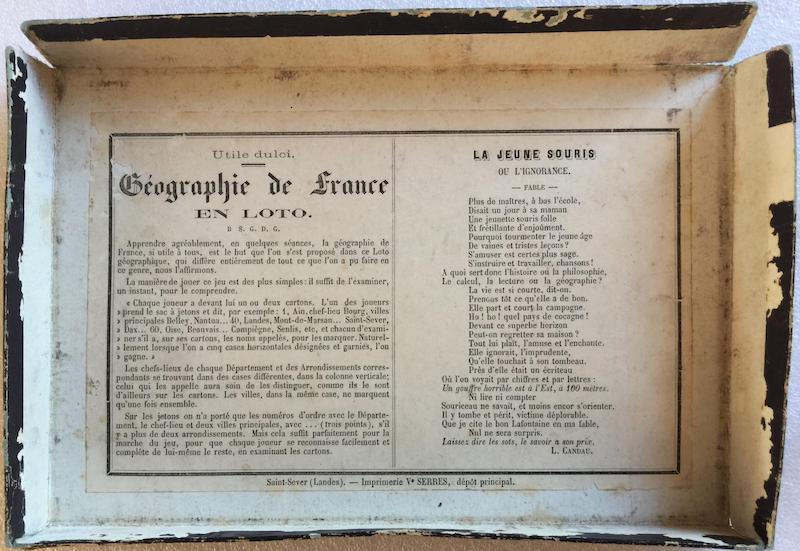 Utile dulci.
Géographie de France
EN LOTO.
B S. G. D. G.
Apprendre agréablement, en quelques séances, la géographie de
France, si utile à tous, est le but que l'on s'est proposé dans ce Loto
géographique, qui diffère entièrement de tout ce que l'on a pu faire en
ce genre, nous l'affirmons.
La manière de jouer ce jeu est des plus simples : il suffit de l'examiner,
un instant, pour le comprendre.
« Chaque joueur a devant lui un ou deux cartons. L'un des joueurs
» prend le sac à jetons et dit, par exemple : 1, Ain, chef-lieu Bourg, villes
» principales Belley, Nantua... 40, Landes, Mont-de-Marsan... Saint-Sever,
» Dax... 60, Oise, Beauvais... Compiègne, Senlis, etc, et chacun d'exami-
» ner s'il a, sur ses cartons, les noms appelés, pour les marquer. Naturel-
» lement lorsque l'on a cinq cases horizontales désignées et garnies, l'on
» gagne. »
Les chefs-lieux de chaque Département et des Arrondissements corres-
pondants se trouvant dans des cases différentes, dans la colonne verticale;
celui qui les appelle aura soin de les distinguer, comme ils le sont
d'ailleurs sur les cartons. Les villes, dans la même case, ne marquent
qu'une fois ensemble.
Sur les jetons on n'a porté que les numéros d'ordre avec le Départe-
ment, le chef-lieu et deux villes principales, avec ... (trois points), s'il
y a plus de deux arrondissements. Mais cela suffit parfaitement pour la
marche du jeu, pour que chaque joueur se reconnaisse facilement et
complète de lui-même le reste, en examinant les cartons.
LA JEUNE SOURIS
OU L'IGNORANCE.
— FABLE —
Plus de maîtres, à bas l'école,
Disait un jour à sa maman
Une jeunette souris folle
Et frétillante d'enjoûment.
Pourquoi tourmenter le jeune âge
De vaines et tristes leçons ?
S'amuser est certes plus sage.
S'instruire et travailler, chansons !
A quoi sert donc l'histoire où la philosophie,
Le calcul, la lecture ou la géographie ?
La vie est si courte, dit-on.
Prenons tôt ce qu'elle a de bon.
Elle part et court la campagne.
Ho ! ho ! quel pays de cocagne !
Devant ce superbe horizon
Peut-on regretter sa maison ?
Tout lui plaît, l'amuse et l'enchante.
Elle ignorait, l'imprudente,
Qu'elle touchait à son tombeau.
Près d'elle était un écriteau
Où l'on voyait par chiffres et par lettres :
Un gouffre horrible est à l'Est, à 100 mètres.
Ni lire ni compter
Souriceau ne savait, et moins encor s'orienter.
Il y tombe et périt, victime déplorable.
Que je cite le bon Lafontaine en ma fable,
Nul ne sera surpris.
Laissez dire les sots, le savoir a son prix.
L. CANDAU.
Saint-Sever (Landes). — Imprimerie Vᵉ SERRES, dépôt principal.